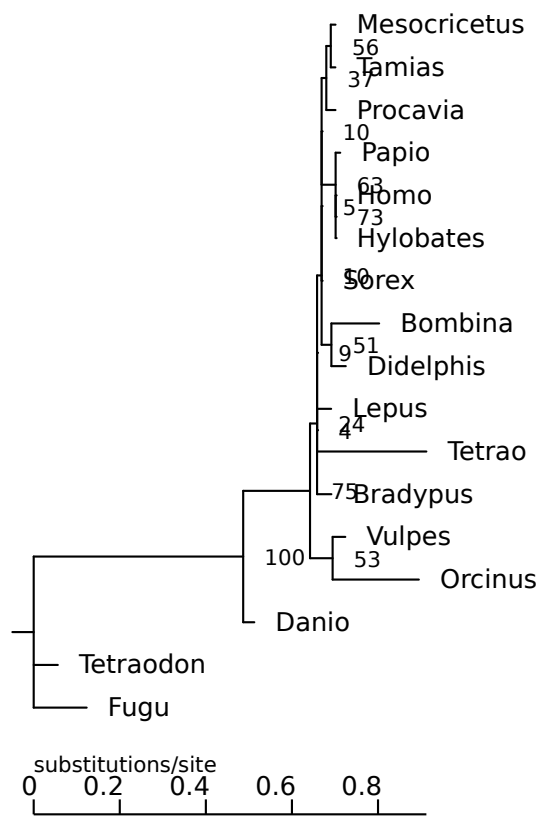 Mesocricetus
56
Tamias
37
Procavia
10
Papio
63
Homo
5
73
Hylobates
10
Sorex
Bombina
51
9
Didelphis
Lepus
24
4
Tetrao
75
Bradypus
Vulpes
100
53
Orcinus
Danio
Tetraodon
Fugu
substitutions/site
0 0.2 0.4 0.6 0.8